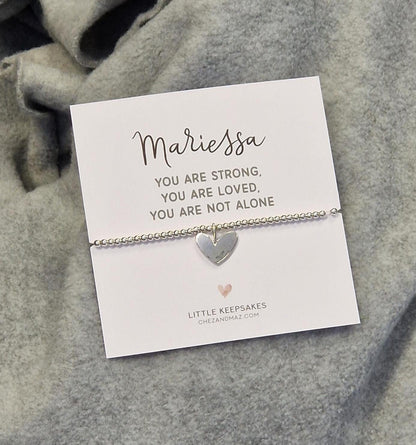 Mariessa
YOU ARE STRONG,
YOU ARE LOVED,
YOU ARE NOT ALONE
LITTLE KEEPSAKES
CHEZANDMAZ.COM